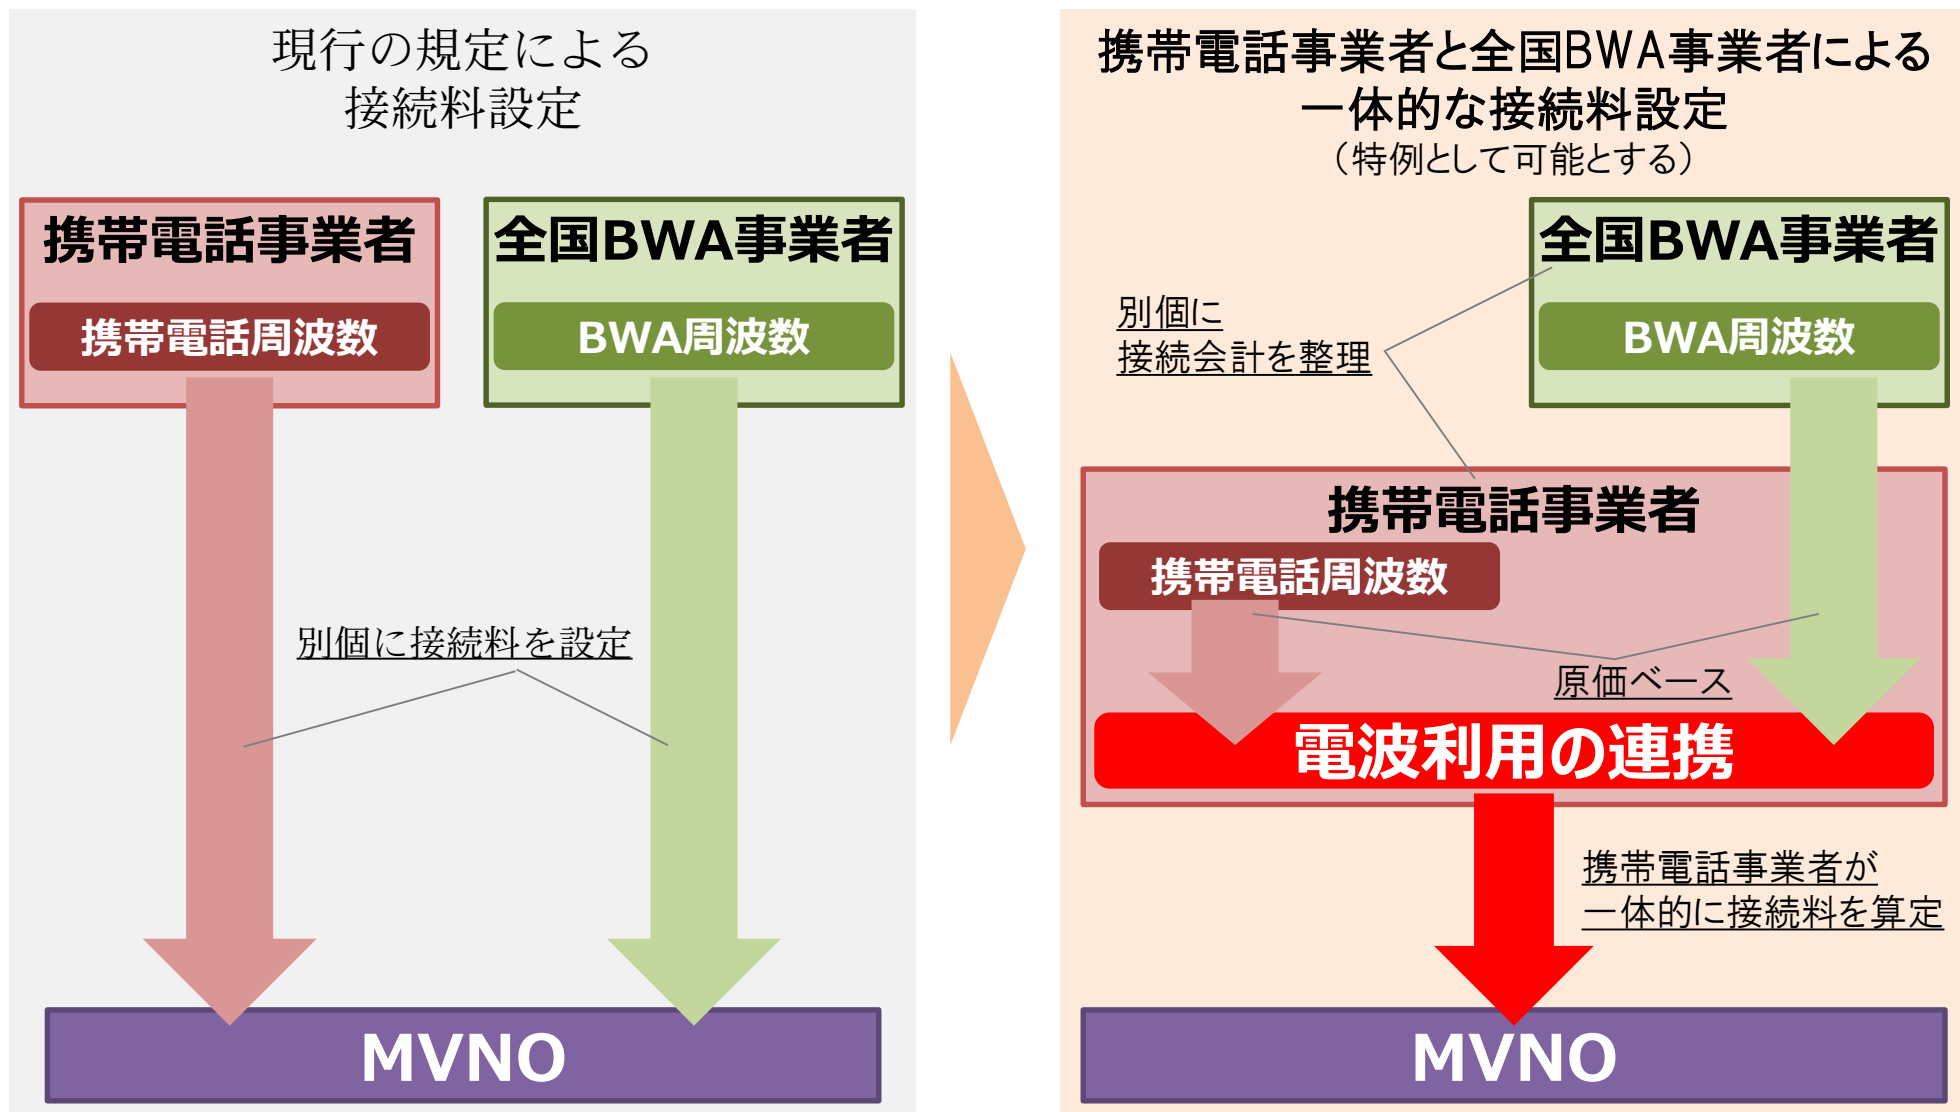 現行の規定による
接続料設定
携帯電話事業者
全国BWA事業者
携帯電話周波数
BWA周波数
別個に接続料を設定
MVNO
携帯電話事業者と全国BWA事業者による
一体的な接続料設定
（特例として可能とする）
全国BWA事業者
別個に
接続会計を整理
BWA周波数
携帯電話事業者
携帯電話周波数
原価ベース
電波利用の連携
携帯電話事業者が
一体的に接続料を算定
MVNO